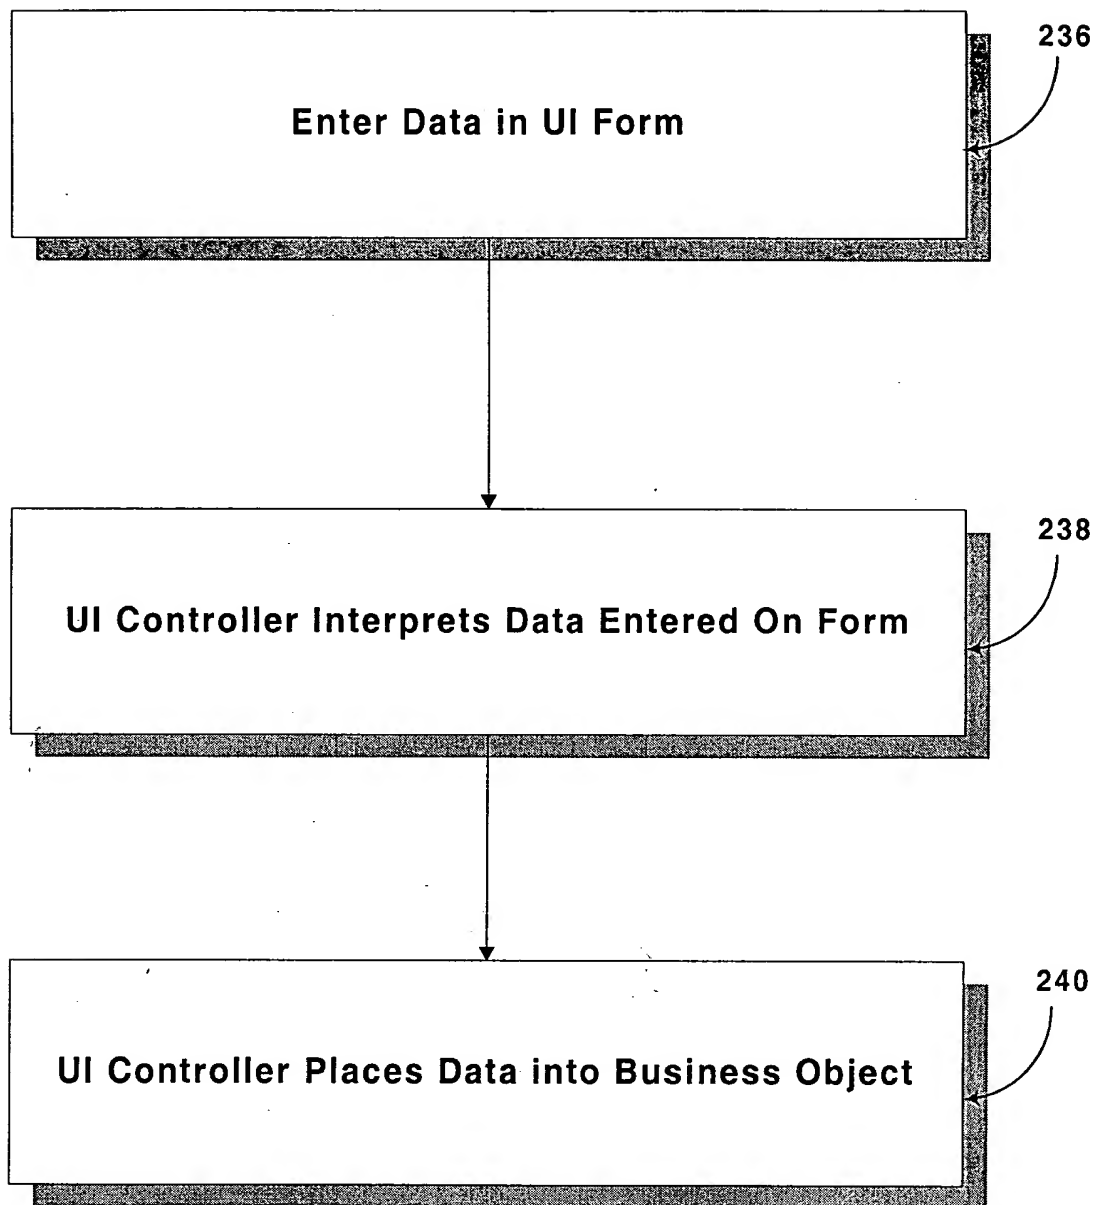 236
Enter Data in UI Form
238
UI Controller Interprets Data Entered On Form
240
UI Controller Places Data into Business Object